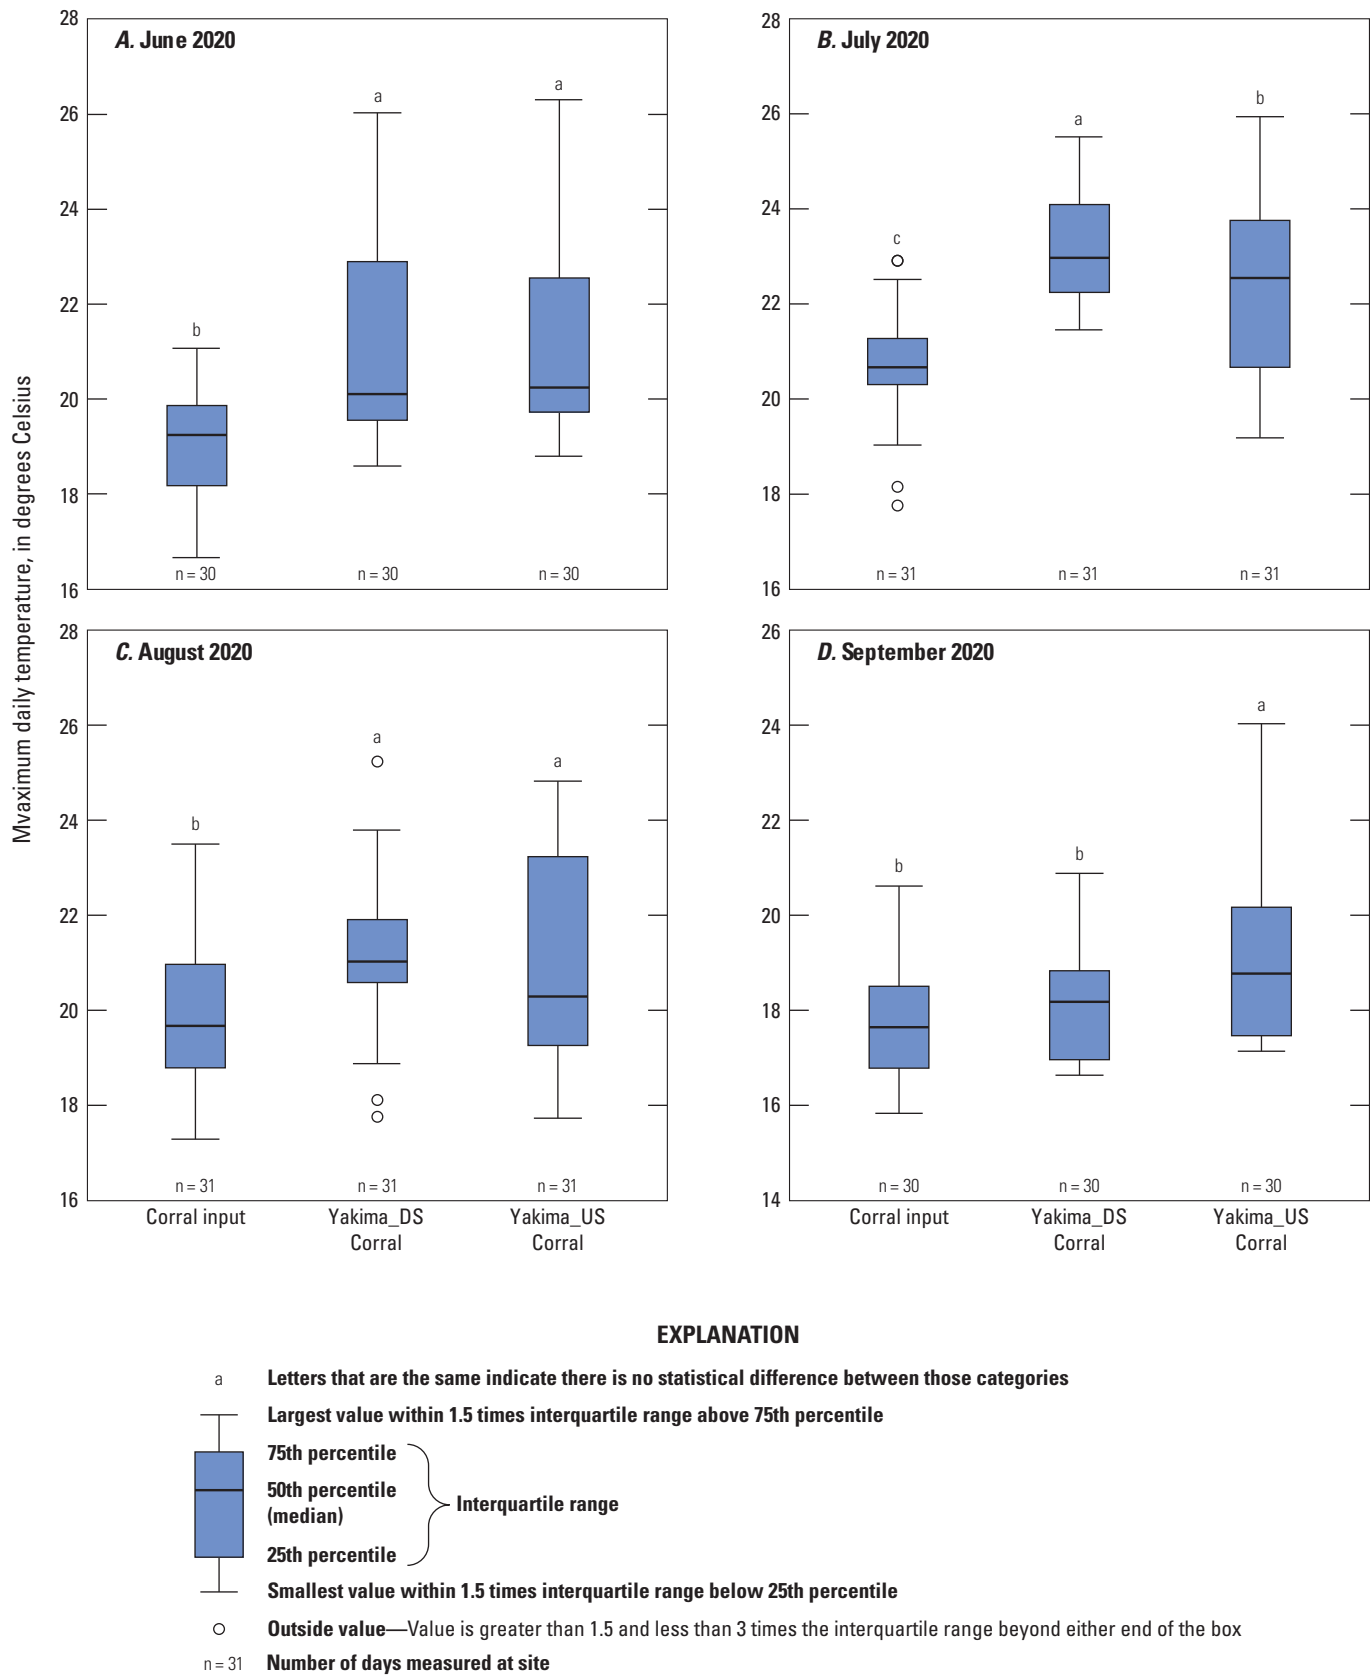 Mvaximum daily temperature, in degrees Celsius
A. June 2020
28
26
24
22
20
18
16
b
a
a
n = 30
n = 30
n = 30
B. July 2020
28
26
24
22
20
18
16
c
a
b
n = 31
n = 31
n = 31
C. August 2020
28
26
24
22
20
18
16
b
a
a
n = 31
n = 31
n = 31
Corral input
Yakima_DS
Corral
Yakima_US
Corral
D. September 2020
26
24
22
20
18
16
14
b
b
a
n = 30
n = 30
n = 30
Corral input
Yakima_DS
Corral
Yakima_US
Corral
EXPLANATION
a Letters that are the same indicate there is no statistical difference between those categories
Largest value within 1.5 times interquartile range above 75th percentile
75th percentile
50th percentile
(median)
Interquartile range
25th percentile
Smallest value within 1.5 times interquartile range below 25th percentile
Outside value—Value is greater than 1.5 and less than 3 times the interquartile range beyond either end of the box
n = 31 Number of days measured at site